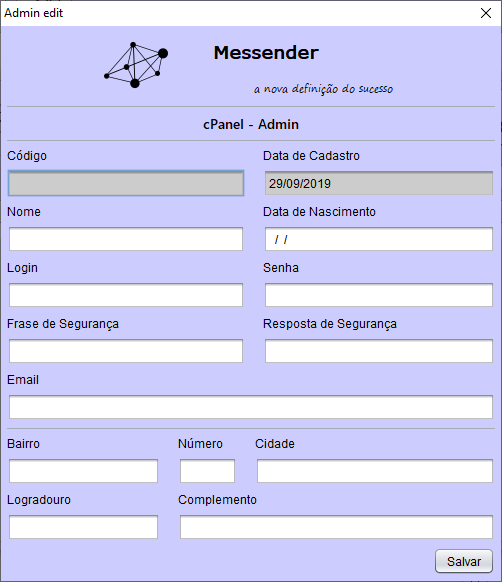 Admin edit
Messender
a nova definição do sucesso
cPanel - Admin
Código Data de Cadastro
29/09/2019
Nome Data de Nascimento
/ /
Login Senha
Frase de Segurança Resposta de Segurança
Email
Bairro Número Cidade
Logradouro Complemento
Salvar